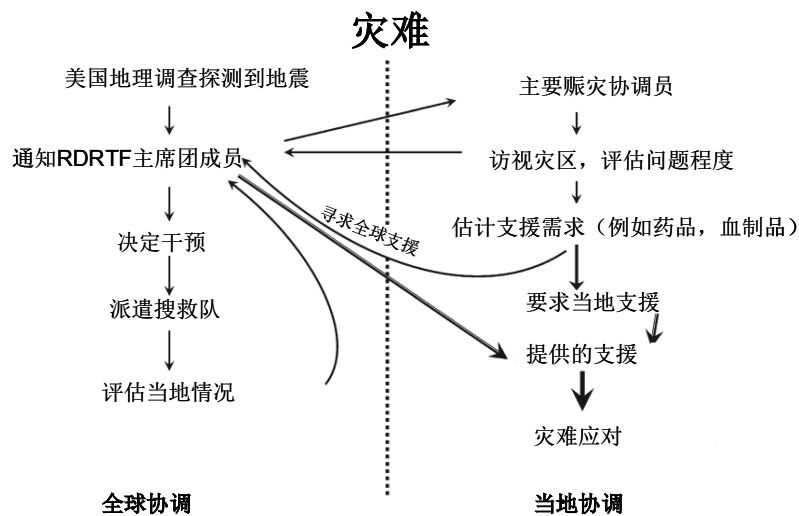 灾难
美国地理调查探测到地震
通知RDRTF主席团成员
决定干预
派遣搜救队
评估当地情况
全球协调
寻求全球支援
主要赈灾协调员
访视灾区，评估问题程度
估计支援需求（例如药品，血制品）
要求当地支援
提供的支援
灾难应对
当地协调